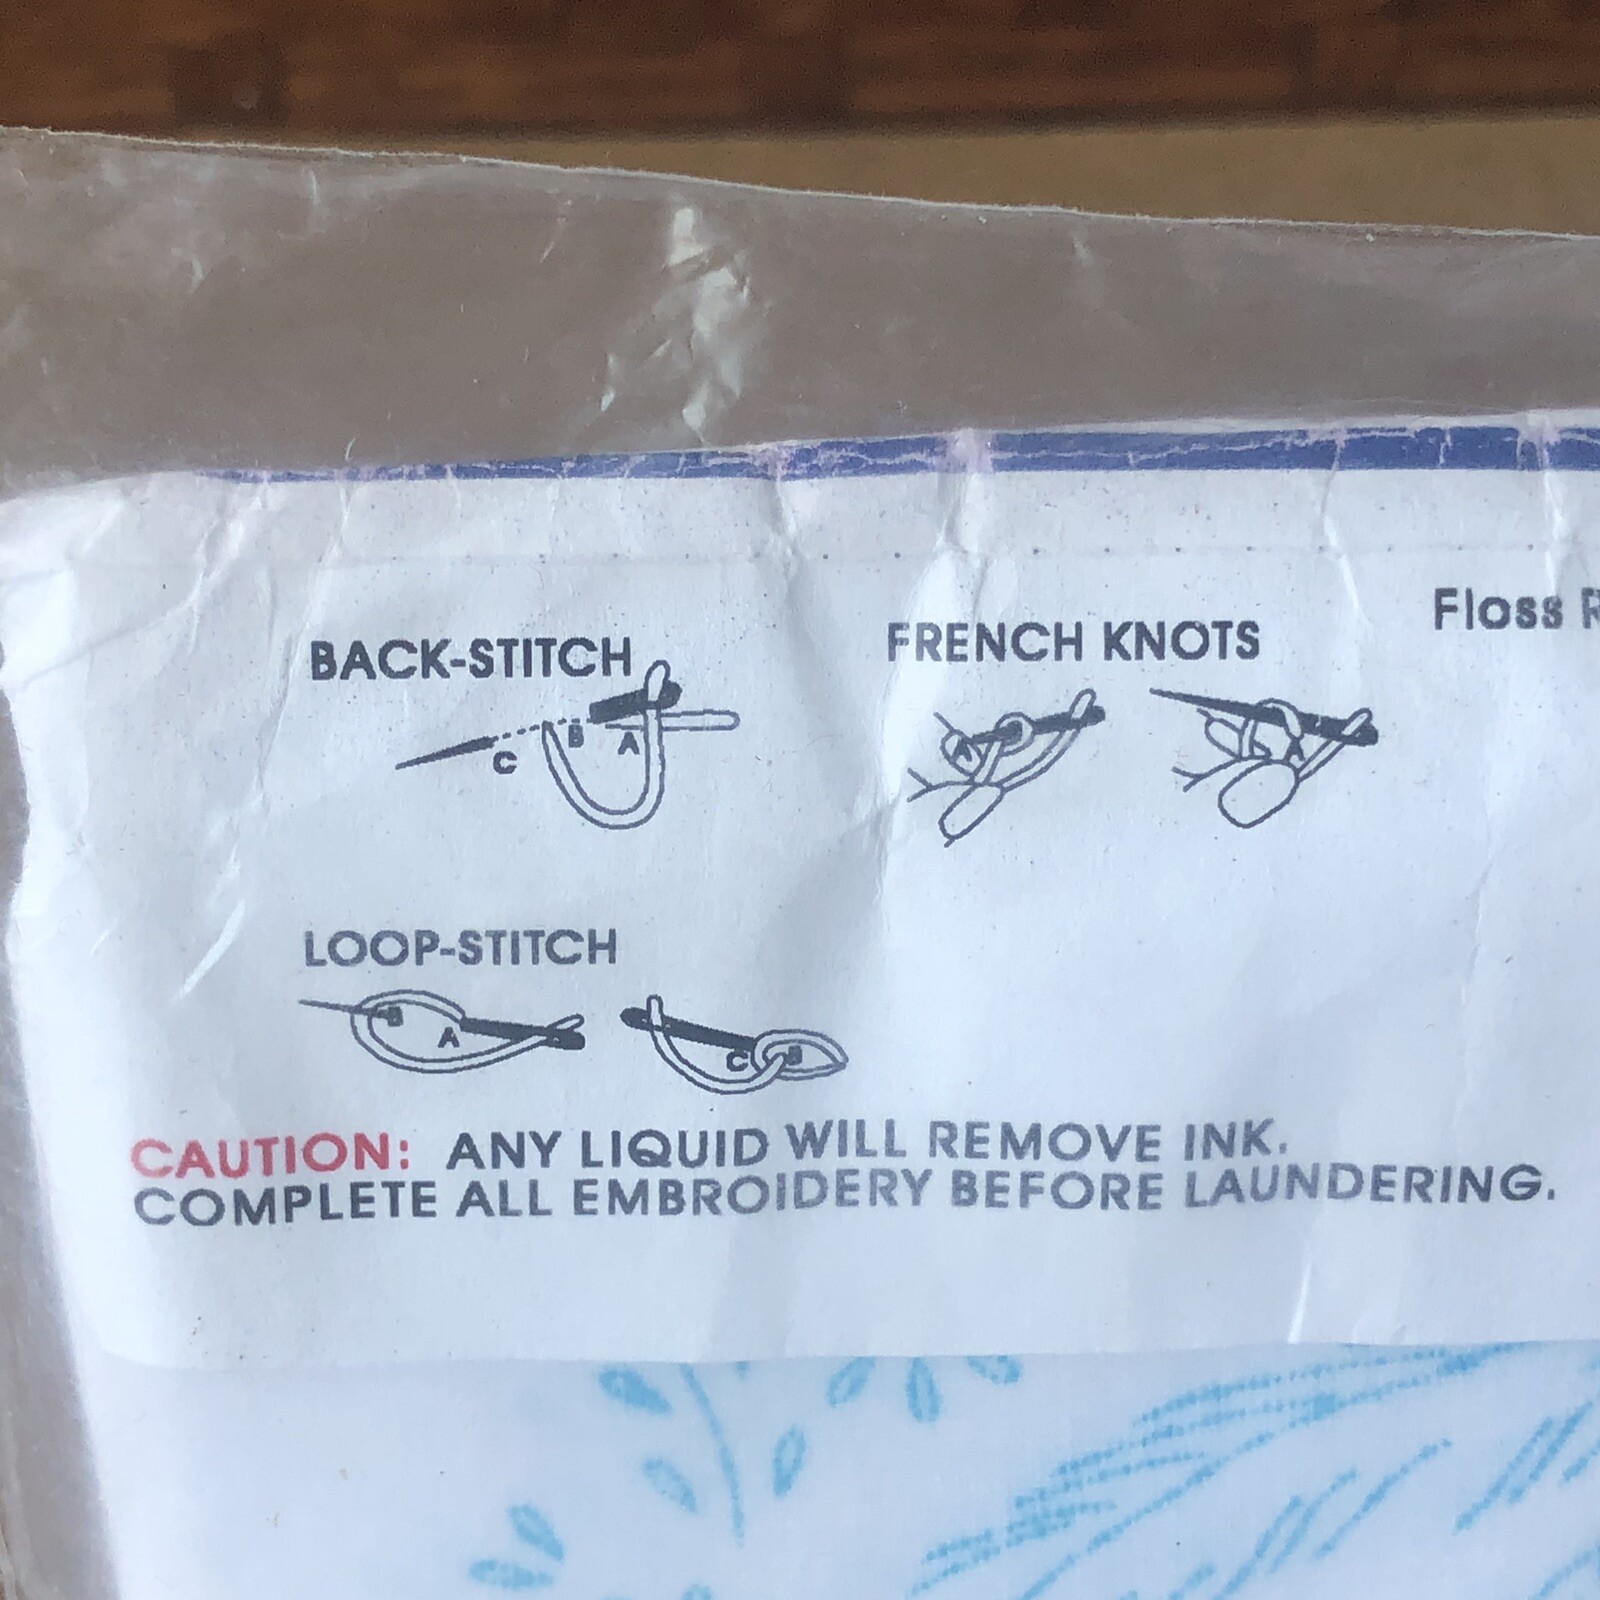 BACK-STITCH
C B A
FRENCH KNOTS
A
Floss
LOOP-STITCH
B A
C B
CAUTION: ANY LIQUID WILL REMOVE INK.
COMPLETE ALL EMBROIDERY BEFORE LAUNDERING.